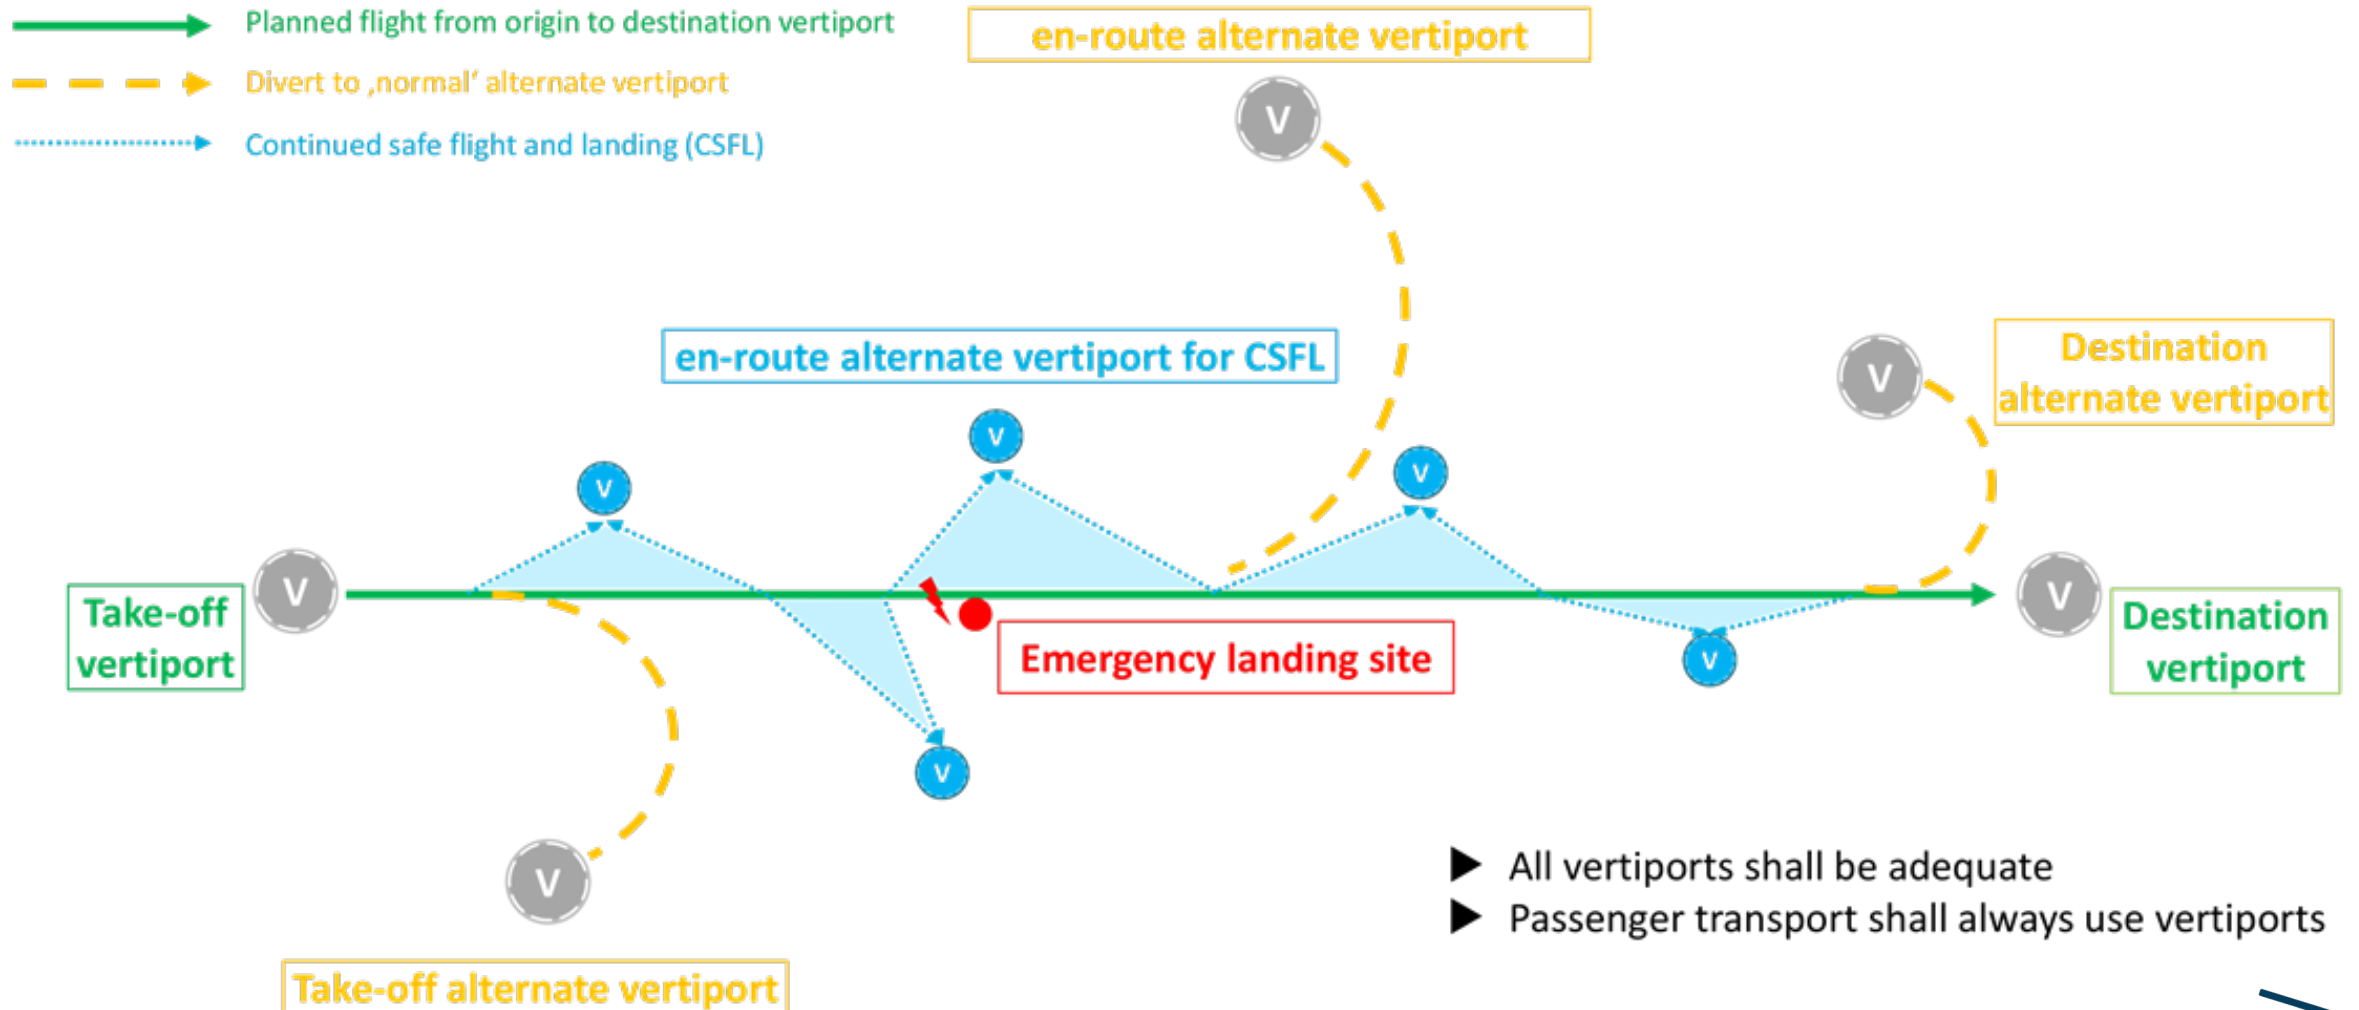 Planned flight from origin to destination vertiport
Divert to ‚normal‘ alternate vertiport
Continued safe flight and landing (CSFL)
en-route alternate vertiport
V
en-route alternate vertiport for CSFL
Destination
alternate vertiport
V
V
V
V
V
Take-off
vertiport
V
Emergency landing site
V
V
Destination
vertiport
V
V
Take-off alternate vertiport
All vertiports shall be adequate
Passenger transport shall always use vertiports